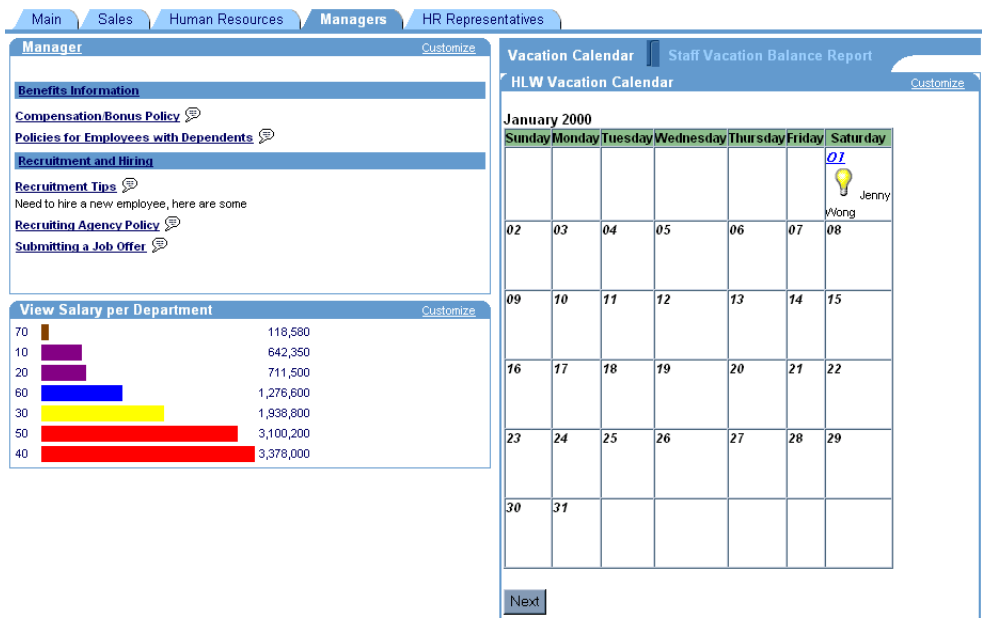 Main Sales Human Resources Managers HR Representatives
Manager Customize
Benefits Information
Compensation/Bonus Policy
Policies for Employees with Dependents
Recruitment and Hiring
Recruitment Tips
Need to hire a new employee, here are some
Recruiting Agency Policy
Submitting a Job Offer
View Salary per Department Customize
70 118,580
10 642,350
20 711,500
60 1,276,600
30 1,938,800
50 3,100,200
40 3,378,000
Vacation Calendar Staff Vacation Balance Report
HLW Vacation Calendar Customize
January 2000
Sunday Monday Tuesday Wednesday Thursday Friday Saturday
01
Jenny
Wong
02 03 04 05 06 07 08
09 10 11 12 13 14 15
16 17 18 19 20 21 22
23 24 25 26 27 28 29
30 31
Next